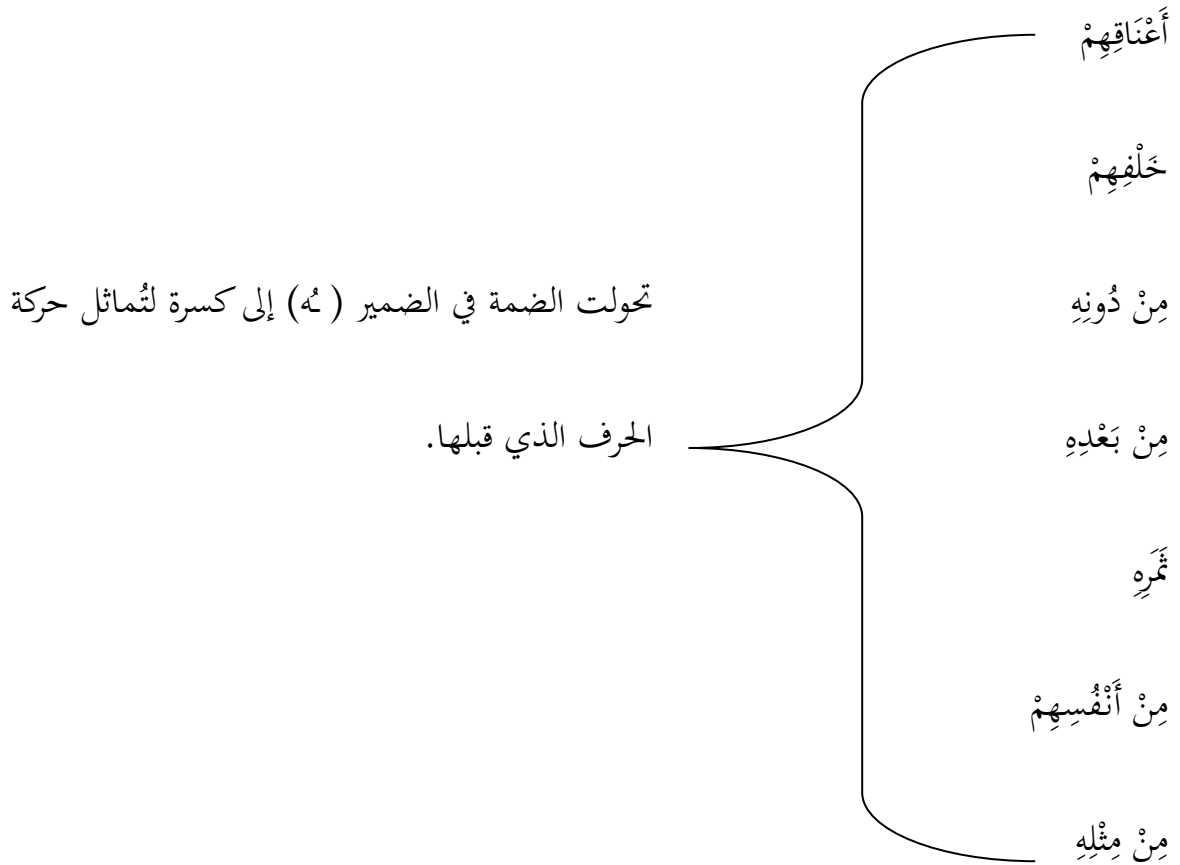 أَعْنَاقِهِمْ
خَلْفِهِمْ
مِنْ دُونِهِ
مِنْ بَعْدِهِ
ثَمَرِهِ
مِنْ أَنْفُسِهِمْ
مِنْ مِثْلِهِ
تحولت الضمة في الضمير ( ـُه) إلى كسرة لتُماثل حركة
الحرف الذي قبلها.